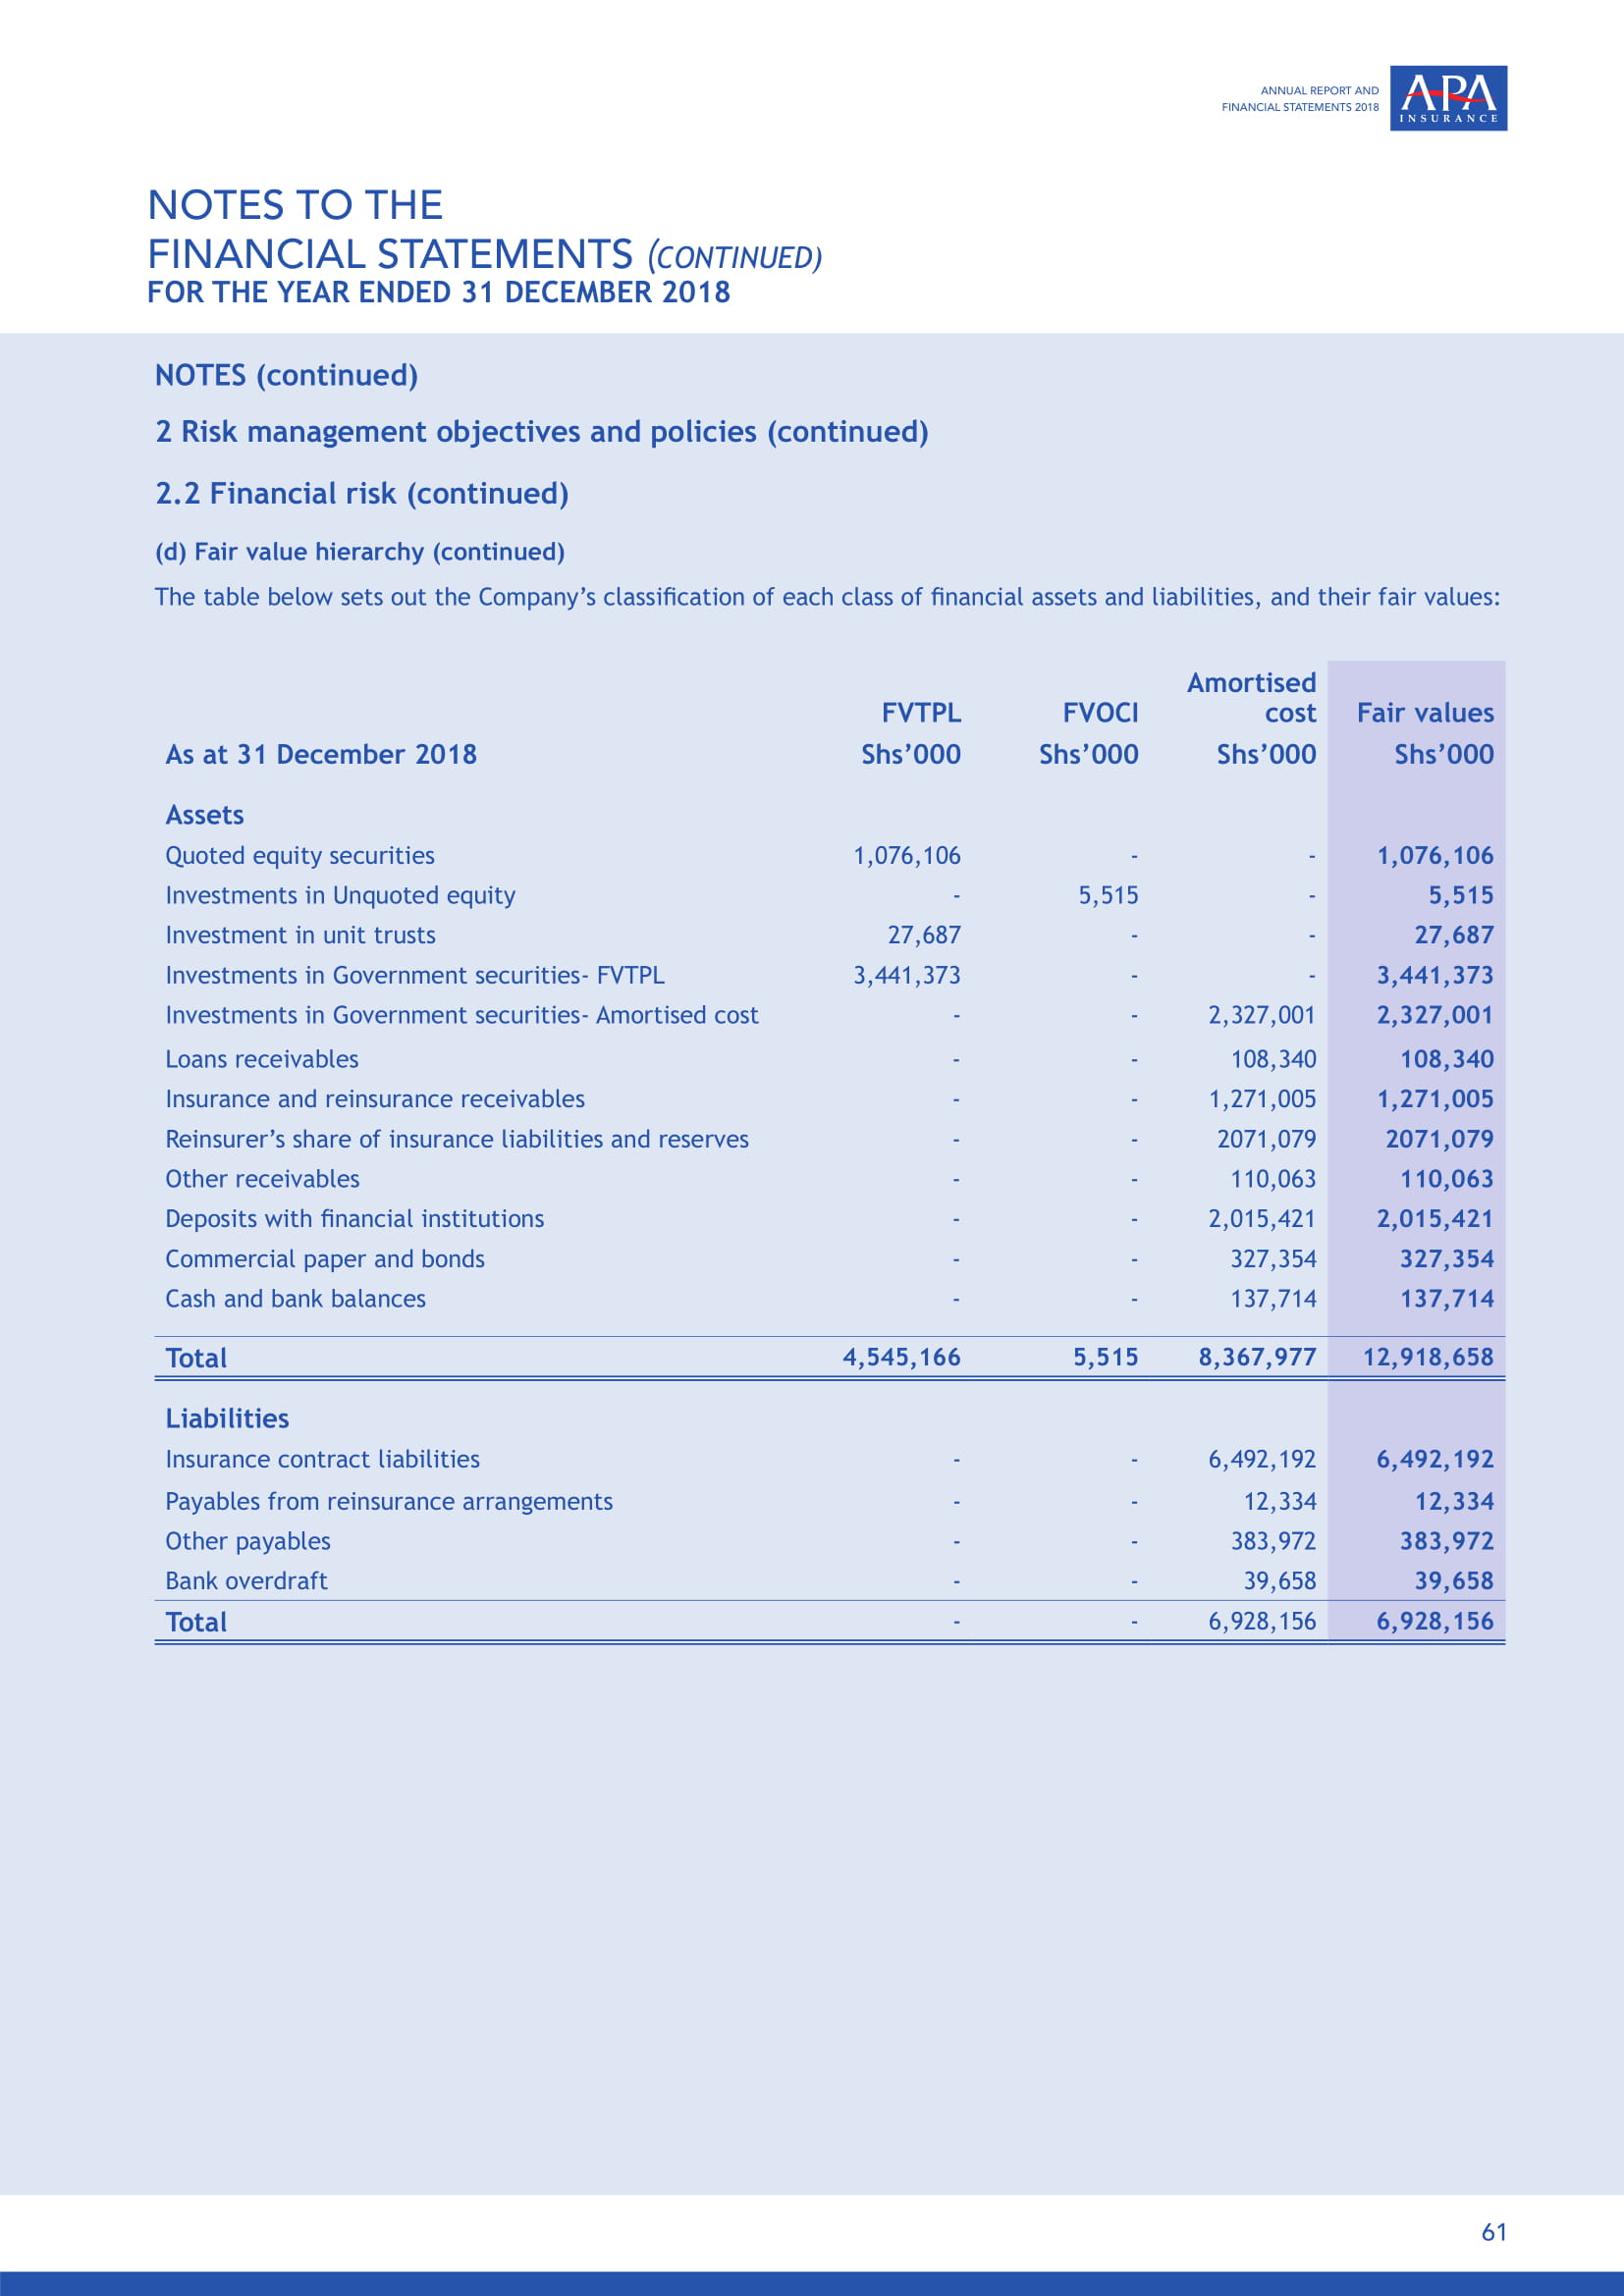 ANNUAL REPORT AND
FINANCIAL STATEMENTS 2018
APA
INSURANCE
NOTES TO THE
FINANCIAL STATEMENTS (CONTINUED)
FOR THE YEAR ENDED 31 DECEMBER 2018
NOTES (continued)
2 Risk management objectives and policies (continued)
2.2 Financial risk (continued)
(d) Fair value hierarchy (continued)
The table below sets out the Company’s classification of each class of financial assets and liabilities, and their fair values:
Amortised
FVTPL FVOCI cost Fair values
As at 31 December 2018 Shs’000 Shs’000 Shs’000 Shs’000
Assets
Quoted equity securities 1,076,106 - - 1,076,106
Investments in Unquoted equity - 5,515 - 5,515
Investment in unit trusts 27,687 - - 27,687
Investments in Government securities- FVTPL 3,441,373 - - 3,441,373
Investments in Government securities- Amortised cost - - 2,327,001 2,327,001
Loans receivables - - 108,340 108,340
Insurance and reinsurance receivables - - 1,271,005 1,271,005
Reinsurer’s share of insurance liabilities and reserves - - 2071,079 2071,079
Other receivables - - 110,063 110,063
Deposits with financial institutions - - 2,015,421 2,015,421
Commercial paper and bonds - - 327,354 327,354
Cash and bank balances - - 137,714 137,714
Total 4,545,166 5,515 8,367,977 12,918,658
Liabilities
Insurance contract liabilities - - 6,492,192 6,492,192
Payables from reinsurance arrangements - - 12,334 12,334
Other payables - - 383,972 383,972
Bank overdraft - - 39,658 39,658
Total - - 6,928,156 6,928,156
61